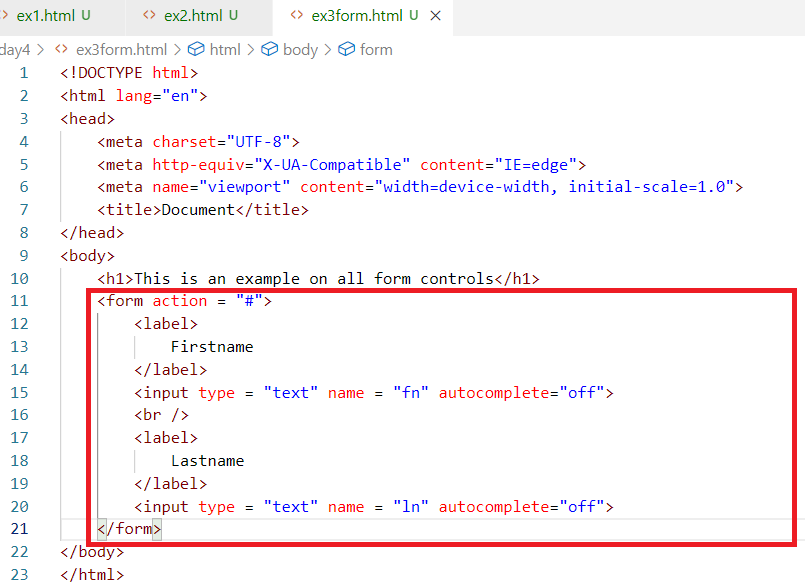 ex1.html U ex2.html U ex3form.html U
day4 > ex3form.html > html > body > form
1 <!DOCTYPE html>
2 <html lang="en">
3 <head>
4 <meta charset="UTF-8">
5 <meta http-equiv="X-UA-Compatible" content="IE=edge">
6 <meta name="viewport" content="width=device-width, initial-scale=1.0">
7 <title>Document</title>
8 </head>
9 <body>
10 <h1>This is an example on all form controls</h1>
11 <form action = "#">
12 <label>
13 Firstname
14 </label>
15 <input type = "text" name = "fn" autocomplete="off">
16 <br />
17 <label>
18 Lastname
19 </label>
20 <input type = "text" name = "ln" autocomplete="off">
21 </form>
22 </body>
23 </html>